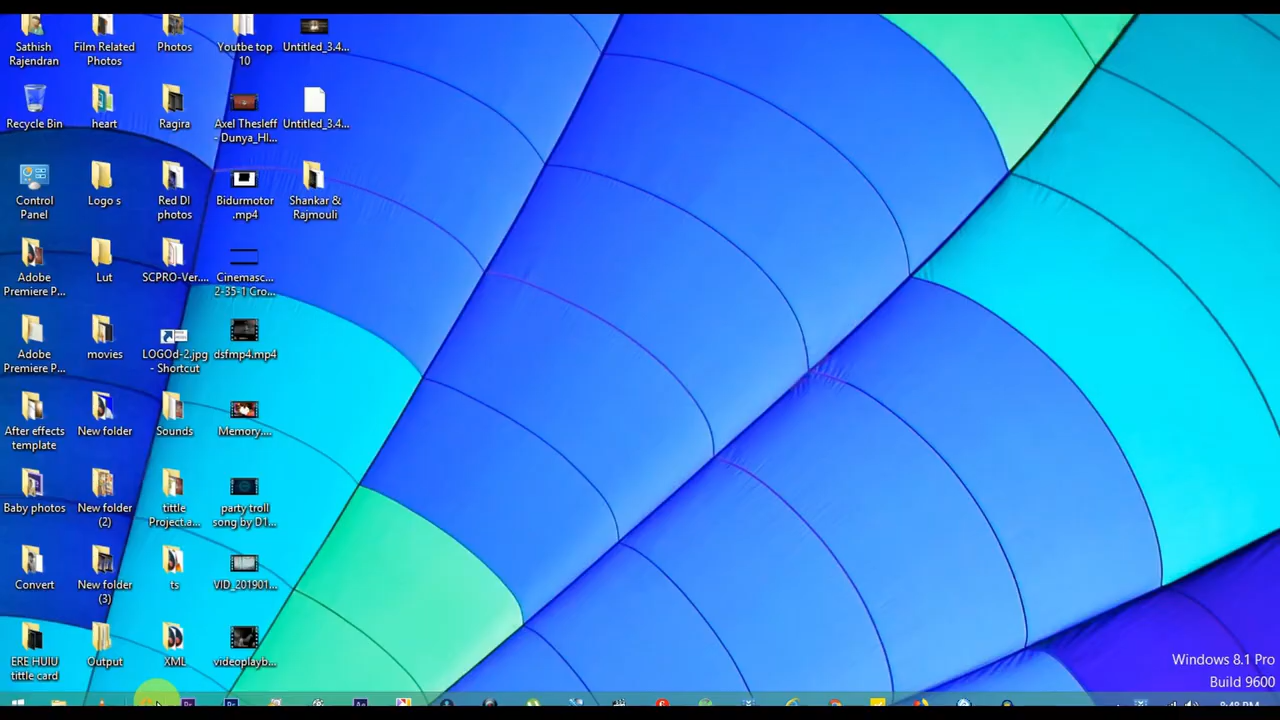 Sathish
Rajendran
Film Related
Photos
Photos
Youtbe top
10
Untitled_3.4...
Recycle Bin
heart
Ragira
Axel Thesleff
- Dunya_HI...
Untitled_3.4...
Control
Panel
Logo s
Red DI
photos
Bidurmotor
.mp4
Shankar &
Rajmouli
Adobe
Premiere P...
Lut
SCPRO-Ver....
Cinemasc...
2-35-1 Cro...
Adobe
Premiere P...
movies
LOGOd-2.jpg
- Shortcut
dsfmp4.mp4
After effects
template
New folder
Sounds
Memory....
Baby photos
New folder
(2)
tittle
Project.a...
party troll
song by D1...
Convert
New folder
(3)
ts
VID_201901...
ERE HUIU
tittle card
Output
XML
videoplayb...
Windows 8.1 Pro
Build 9600
8:48 PM